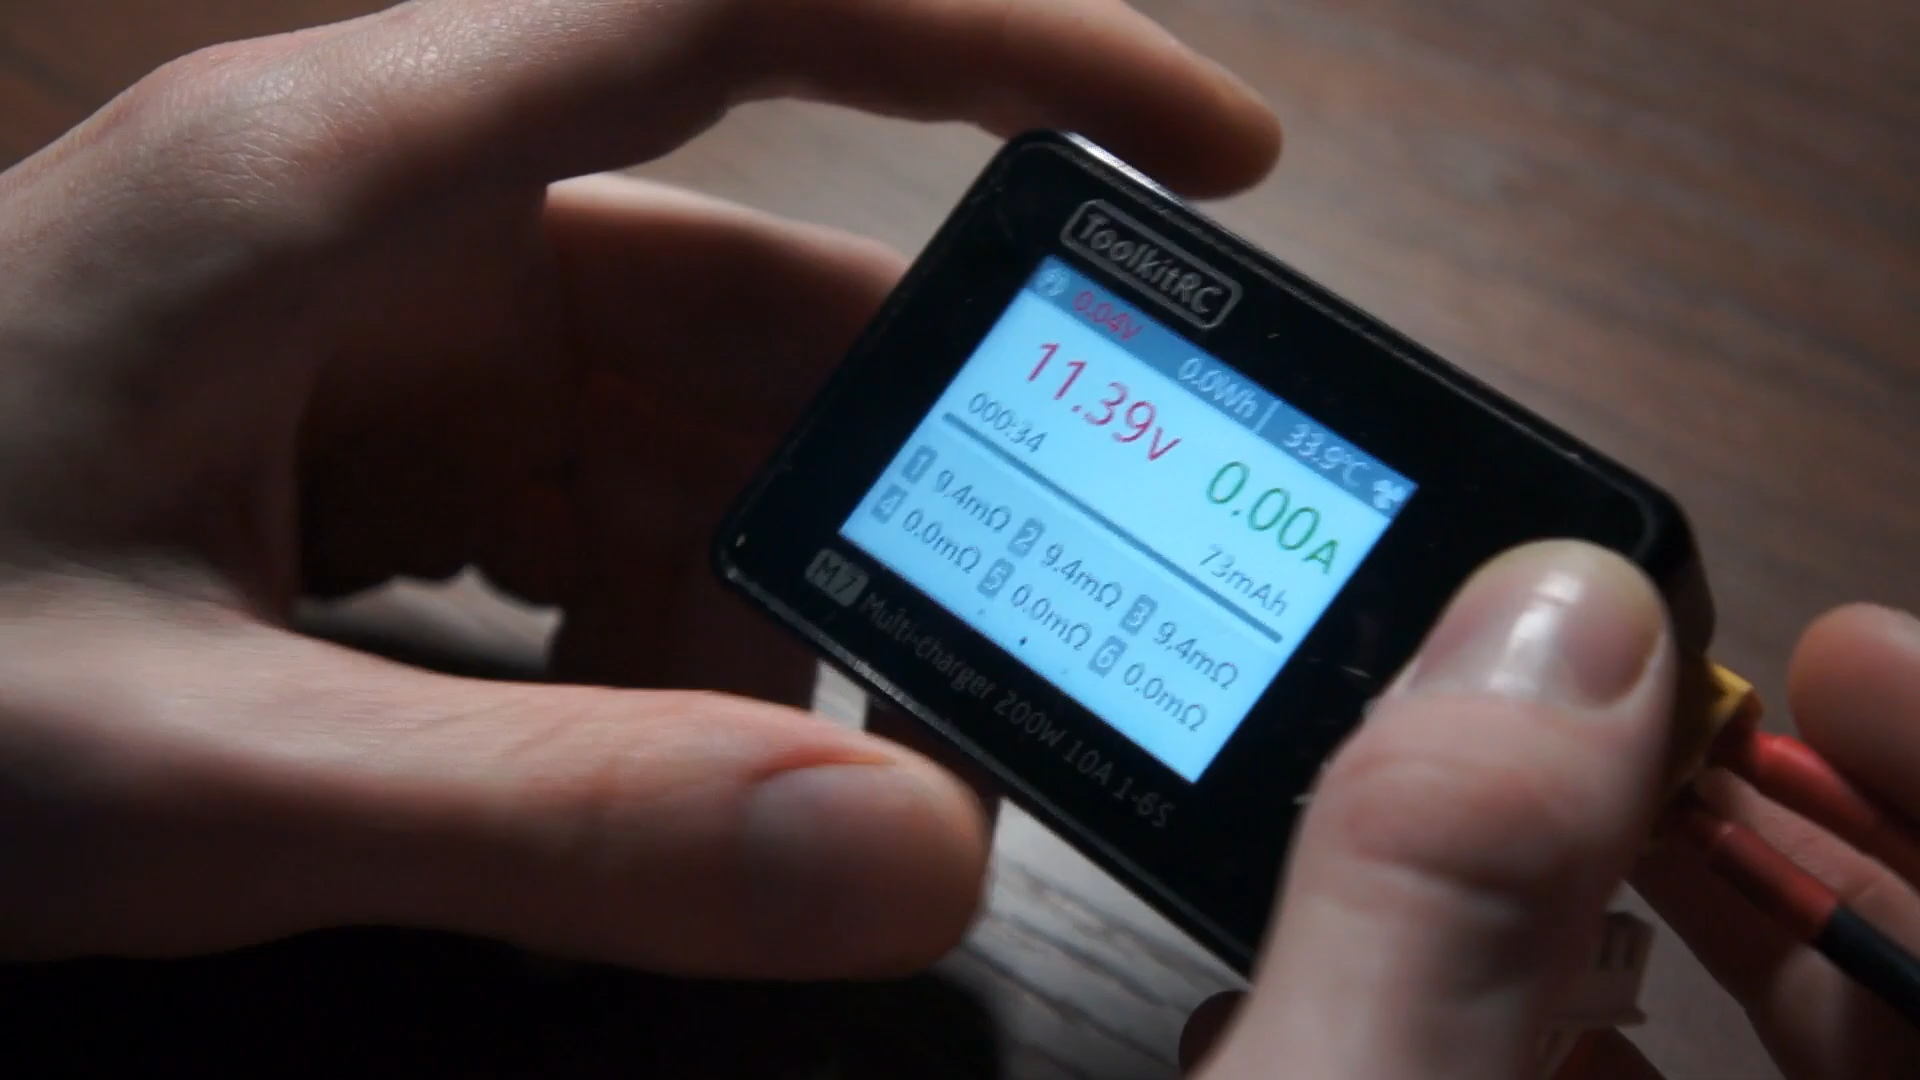 ToolkitRC
0.04V 0.0Wh | 33.9°C
11.39V 0.00A
000:34 73mAh
1 9.4mΩ 2 9.4mΩ 3 9.4mΩ
4 0.0mΩ 5 0.0mΩ 6 0.0mΩ
M7 Multi-charger 200W 10A 1-6S